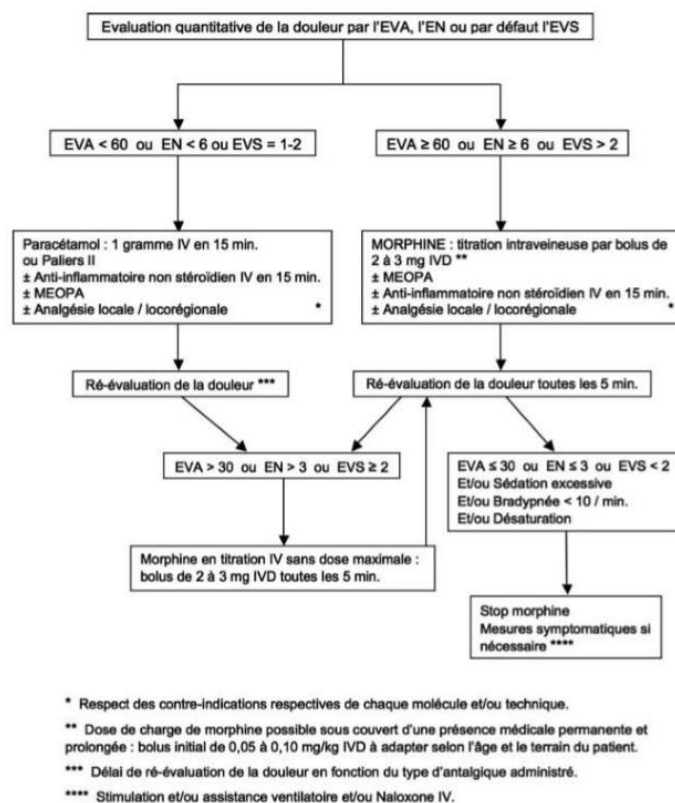 Evaluation quantitative de la douleur par l'EVA, l'EN ou par défaut l'EVS
EVA < 60 ou EN < 6 ou EVS = 1-2
EVA ≥ 60 ou EN ≥ 6 ou EVS > 2
Paracétamol : 1 gramme IV en 15 min.
ou Paliers II
± Anti-inflammatoire non stéroïdien IV en 15 min.
± MEOPA
± Analgésie locale / locorégionale *
MORPHINE : titration intraveineuse par bolus de
2 à 3 mg IVD **
± MEOPA
± Anti-inflammatoire non stéroïdien IV en 15 min.
± Analgésie locale / locorégionale *
Ré-évaluation de la douleur ***
Ré-évaluation de la douleur toutes les 5 min.
EVA > 30 ou EN > 3 ou EVS ≥ 2
EVA ≤ 30 ou EN ≤ 3 ou EVS < 2
Et/ou Sédation excessive
Et/ou Bradypnée < 10 / min.
Et/ou Désaturation
Morphine en titration IV sans dose maximale :
bolus de 2 à 3 mg IVD toutes les 5 min.
Stop morphine
Mesures symptomatiques si
nécessaire ****
* Respect des contre-indications respectives de chaque molécule et/ou technique.
** Dose de charge de morphine possible sous couvert d'une présence médicale permanente et
prolongée : bolus initial de 0,05 à 0,10 mg/kg IVD à adapter selon l'âge et le terrain du patient.
*** Délai de ré-évaluation de la douleur en fonction du type d'antalgique administré.
**** Stimulation et/ou assistance ventilatoire et/ou Naloxone IV.